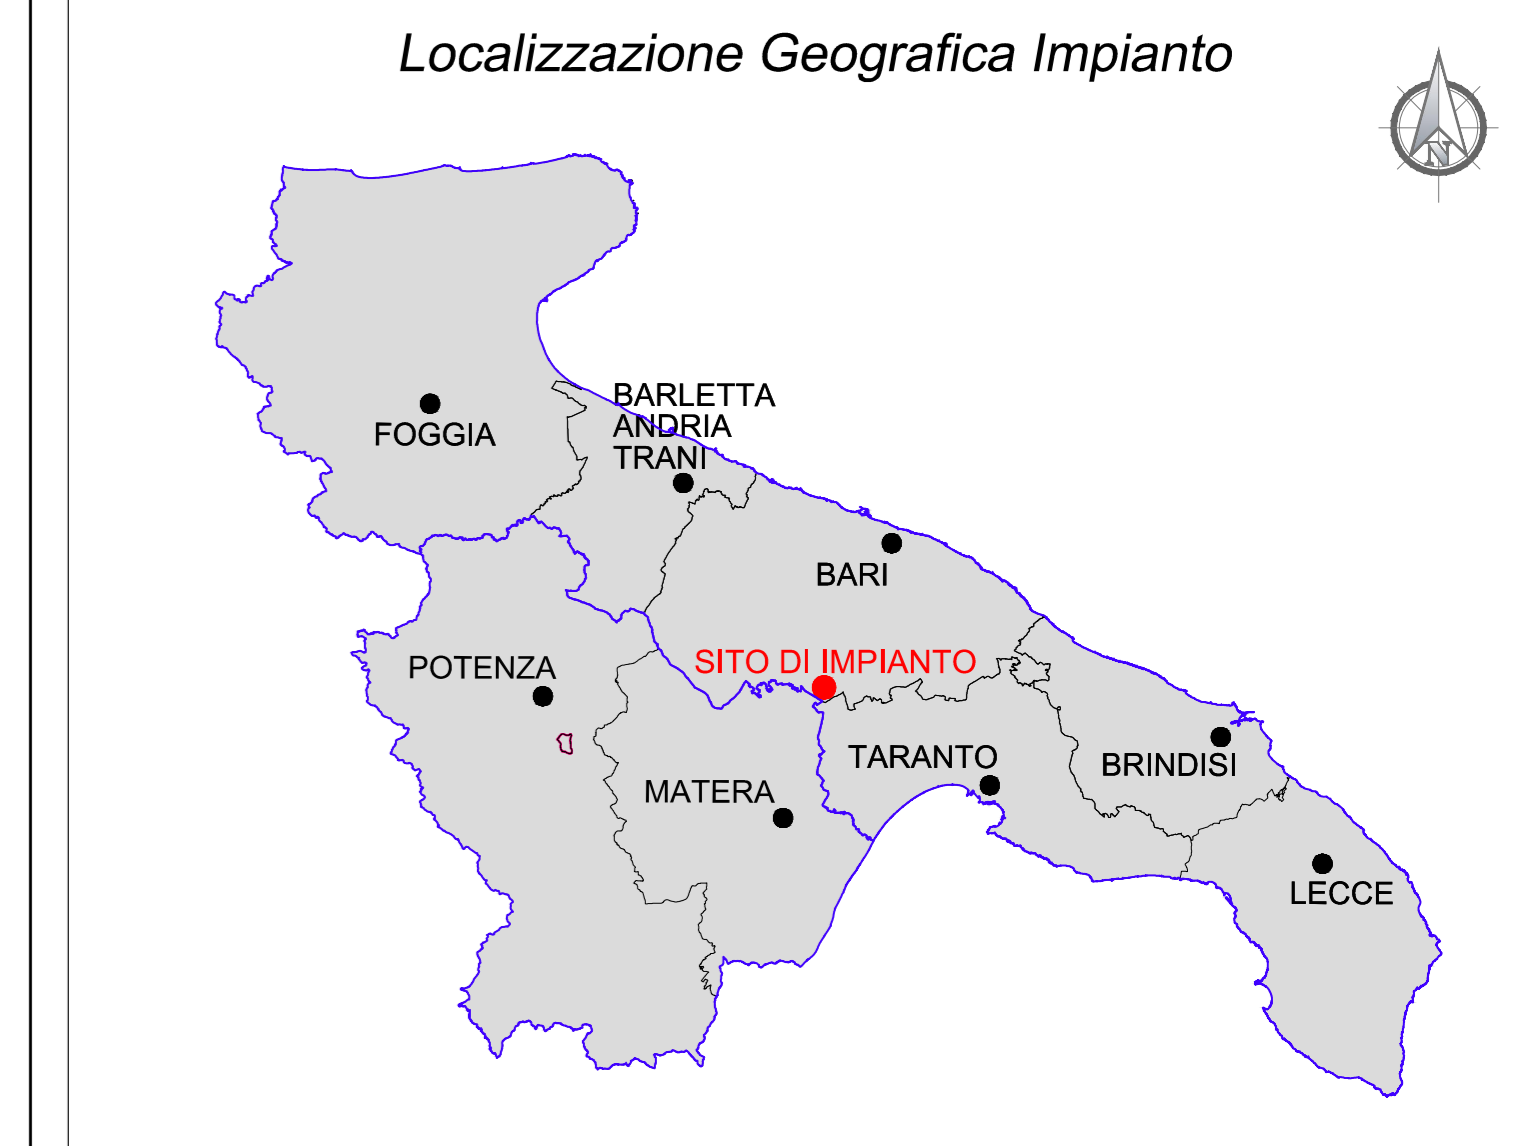 Localizzazione Geografica Impianto
N
BARLETTA
ANDRIA
TRANI
FOGGIA
BARI
SITO DI IMPIANTO
POTENZA
TARANTO
BRINDISI
MATERA
LECCE